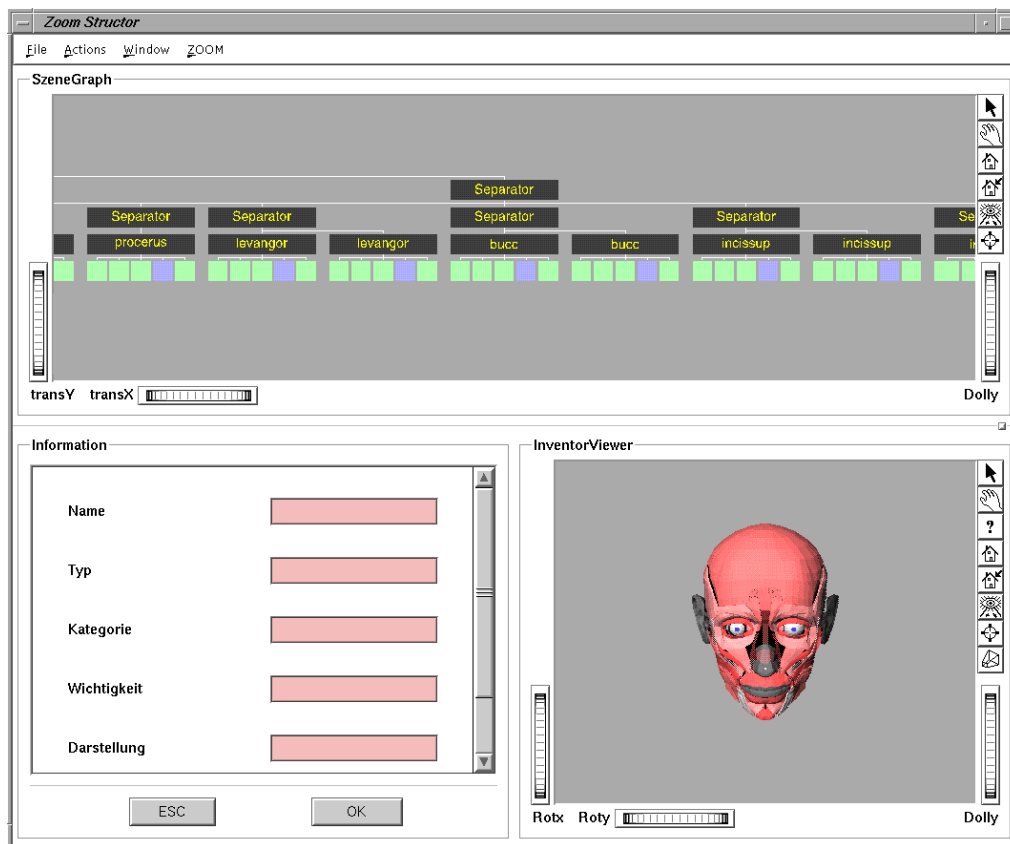 Zoom Structor
File Actions Window ZOOM
SzeneGraph
Separator
Separator Separator Separator Separator Se
procerus levangor levangor bucc bucc incissup incissup
transY transX Dolly
Information
Name
Typ
Kategorie
Wichtigkeit
Darstellung
ESC OK
InventorViewer
?
Rotx Roty Dolly